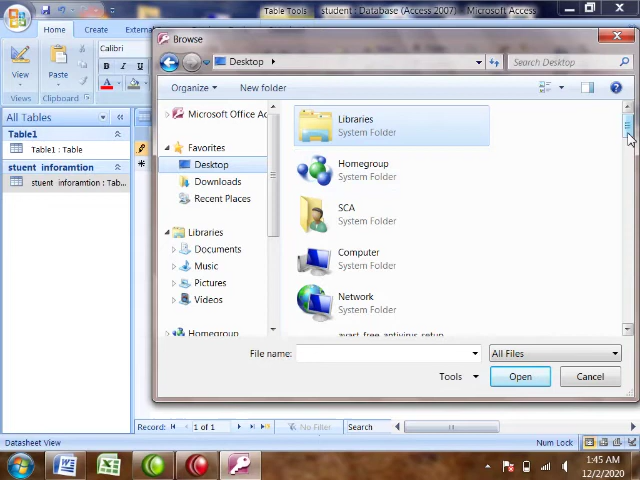 Table Tools
student : Database (Access 2007) - Microsoft Access
Home
Create
External
View
Views
Paste
Clipboard
Calibri
B I U
A
All Tables
Table1
Table1 : Table
stuent inforamtion
stuent inforamtion : Tab...
Browse
Desktop
Search Desktop
Organize
New folder
Microsoft Office Ac
Favorites
Desktop
Downloads
Recent Places
Libraries
Documents
Music
Pictures
Videos
Homegroup
Libraries
System Folder
Homegroup
System Folder
SCA
System Folder
Computer
System Folder
Network
System Folder
avast_free_antivirus_setup
File name:
All Files
Tools
Open
Cancel
Record:
1 of 1
No Filter
Search
Datasheet View
Num Lock
1:45 AM
12/2/2020